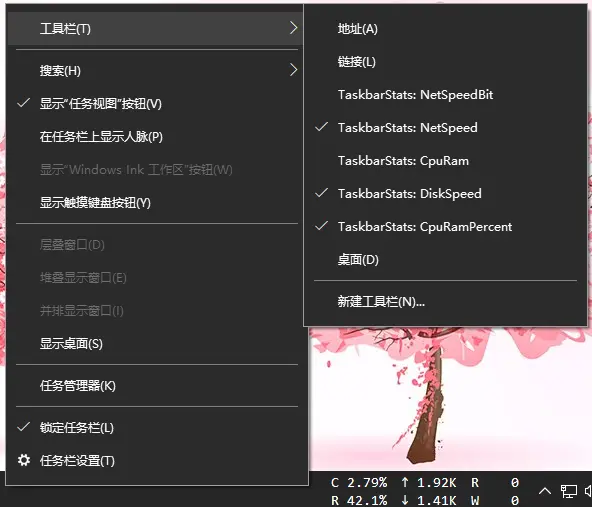 工具栏(T)
搜索(H)
显示“任务视图”按钮(V)
在任务栏上显示人脉(P)
显示“Windows Ink 工作区”按钮(W)
显示触摸键盘按钮(Y)
层叠窗口(D)
堆叠显示窗口(E)
并排显示窗口(I)
显示桌面(S)
任务管理器(K)
锁定任务栏(L)
任务栏设置(T)
地址(A)
链接(L)
TaskbarStats: NetSpeedBit
TaskbarStats: NetSpeed
TaskbarStats: CpuRam
TaskbarStats: DiskSpeed
TaskbarStats: CpuRamPercent
桌面(D)
新建工具栏(N)...
C 2.79% ↑ 1.92K R 0
R 42.1% ↓ 1.41K W 0